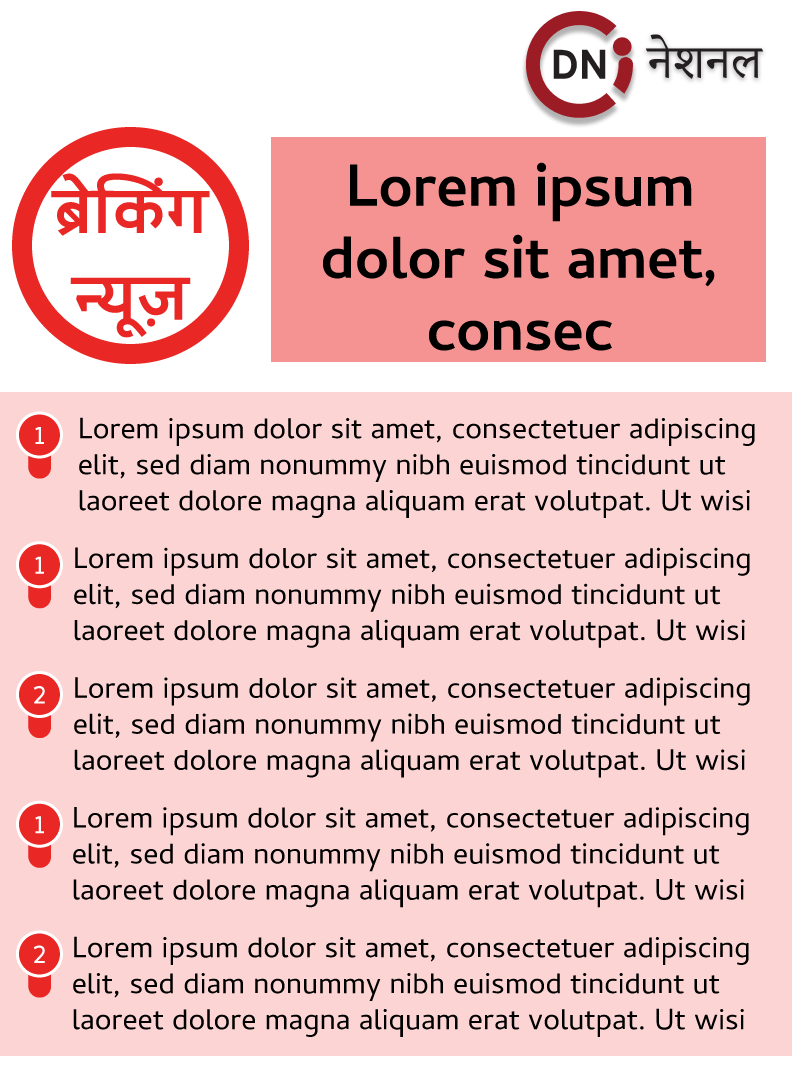 DNi नेशनल
ब्रेकिंग
न्यूज़
Lorem ipsum
dolor sit amet,
consec
1 Lorem ipsum dolor sit amet, consectetuer adipiscing
elit, sed diam nonummy nibh euismod tincidunt ut
laoreet dolore magna aliquam erat volutpat. Ut wisi
1 Lorem ipsum dolor sit amet, consectetuer adipiscing
elit, sed diam nonummy nibh euismod tincidunt ut
laoreet dolore magna aliquam erat volutpat. Ut wisi
2 Lorem ipsum dolor sit amet, consectetuer adipiscing
elit, sed diam nonummy nibh euismod tincidunt ut
laoreet dolore magna aliquam erat volutpat. Ut wisi
1 Lorem ipsum dolor sit amet, consectetuer adipiscing
elit, sed diam nonummy nibh euismod tincidunt ut
laoreet dolore magna aliquam erat volutpat. Ut wisi
2 Lorem ipsum dolor sit amet, consectetuer adipiscing
elit, sed diam nonummy nibh euismod tincidunt ut
laoreet dolore magna aliquam erat volutpat. Ut wisi